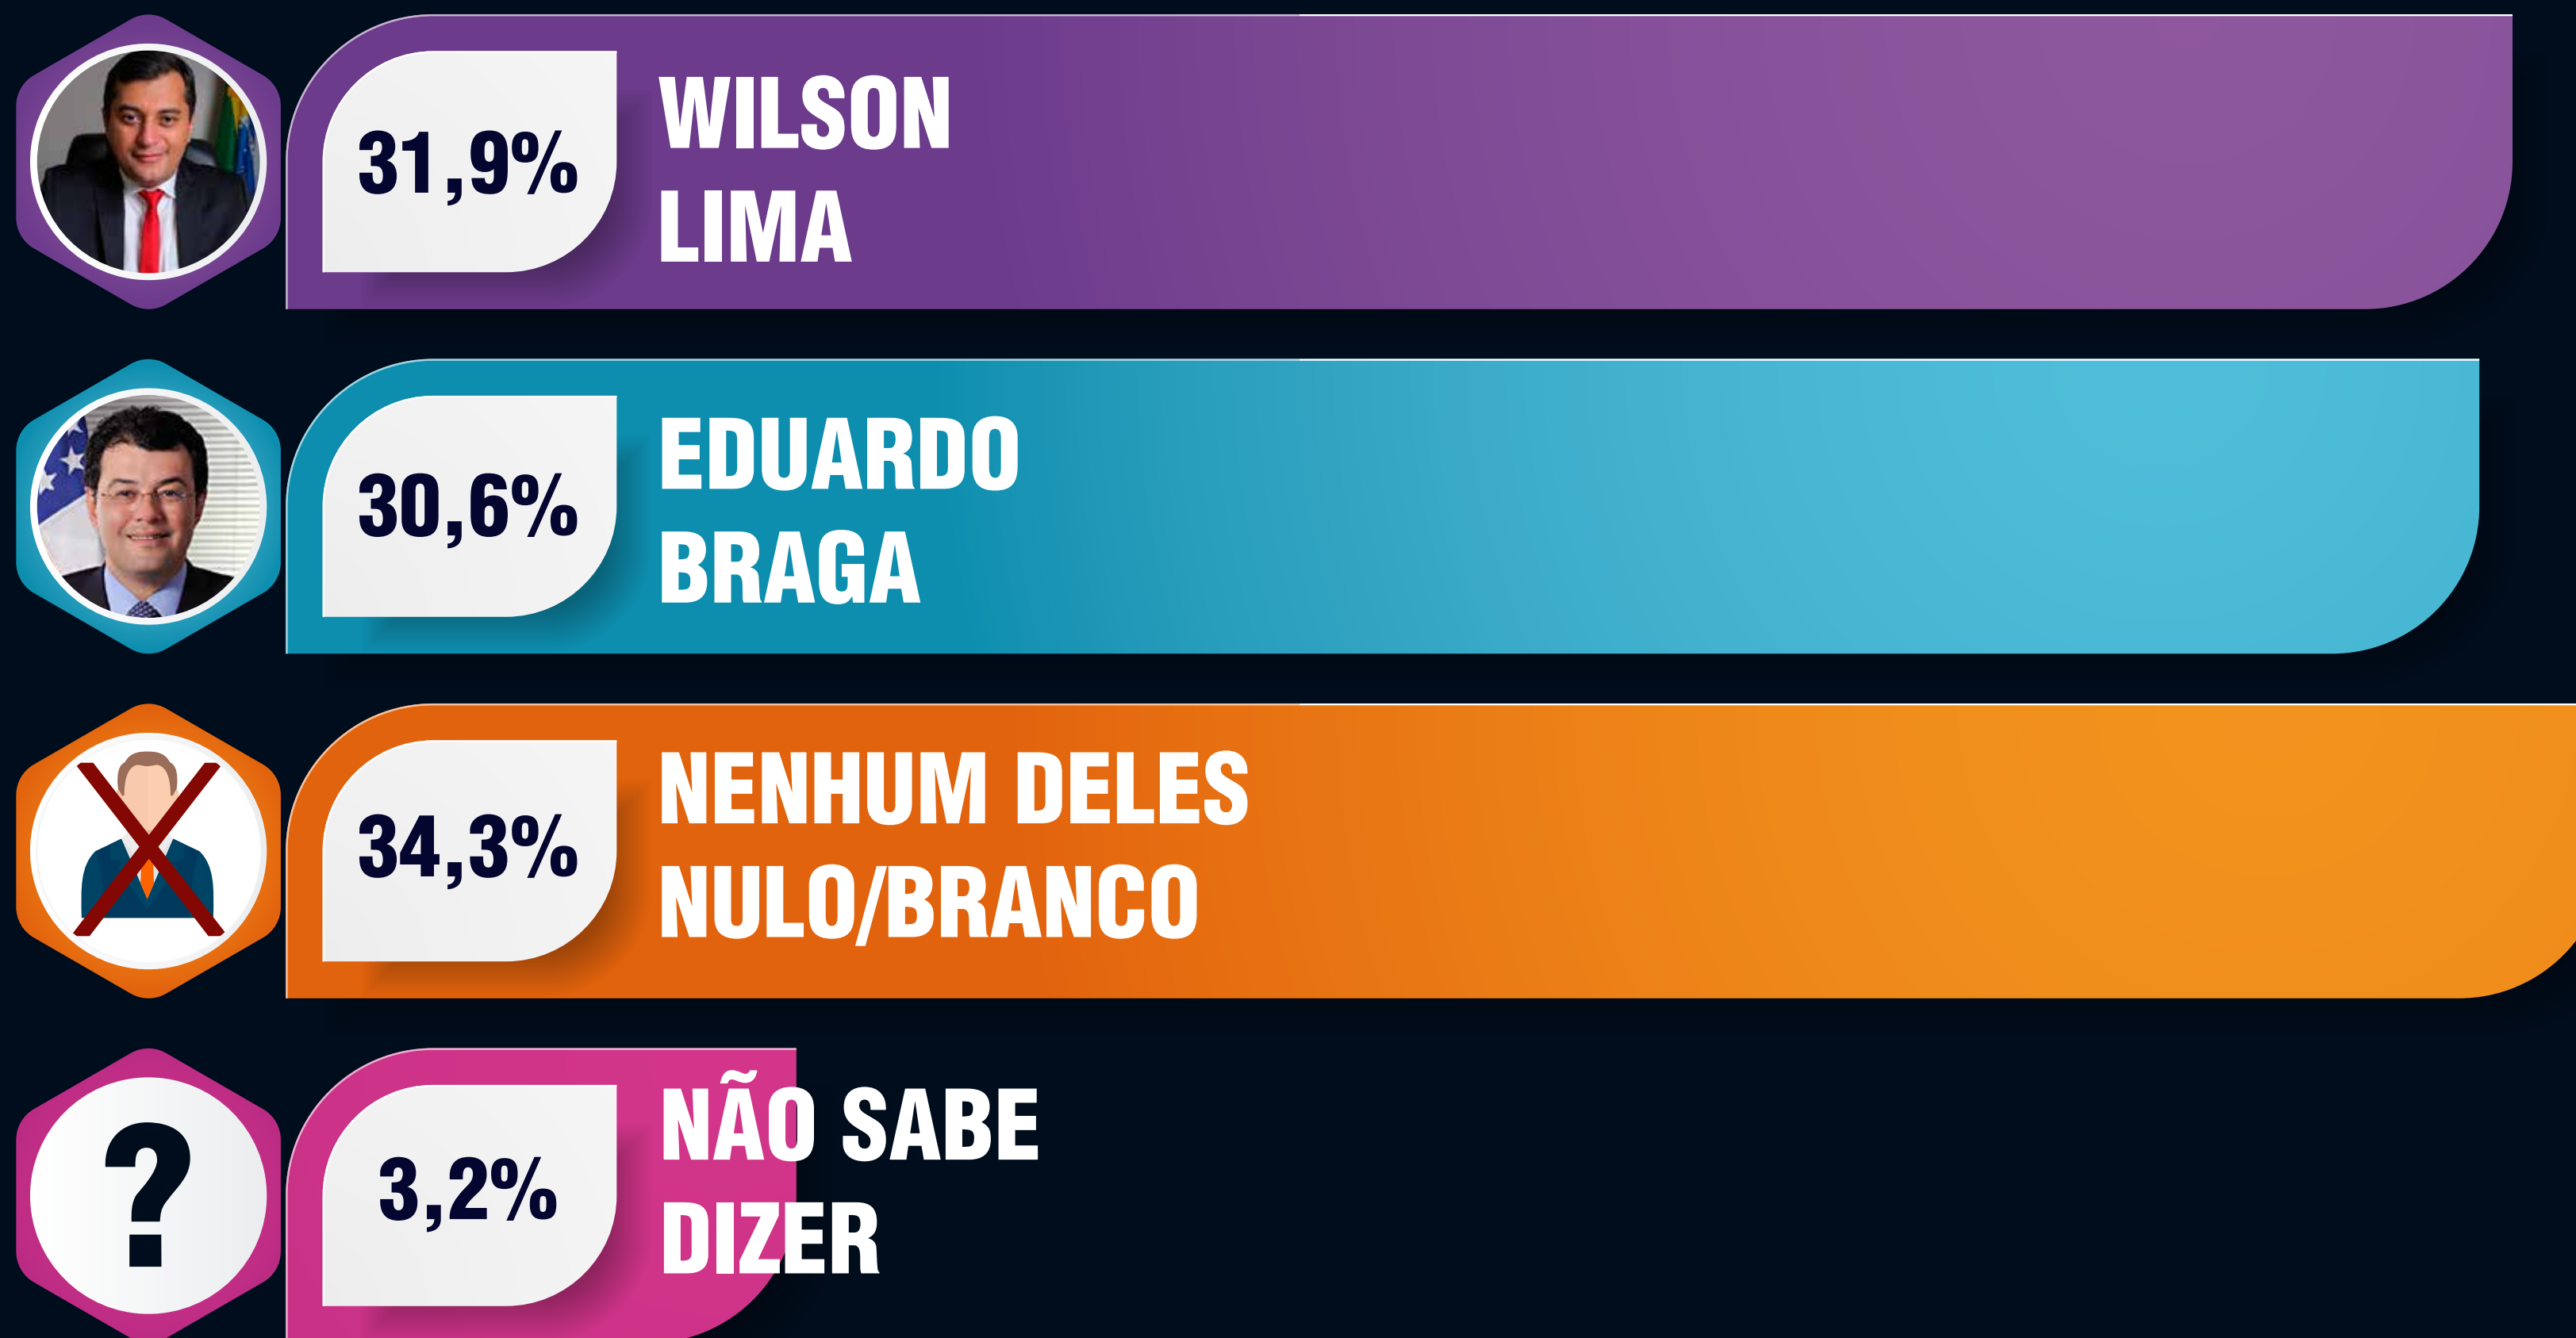 31,9%
WILSON
LIMA
30,6%
EDUARDO
BRAGA
34,3%
NENHUM DELES
NULO/BRANCO
?
3,2%
NÃO SABE
DIZER